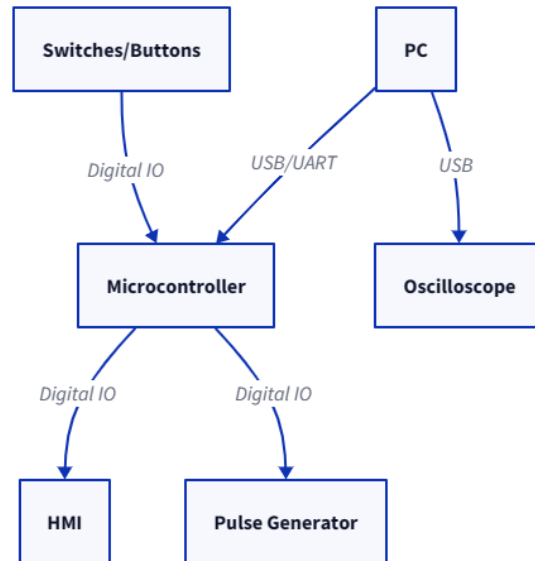 Switches/Buttons
PC
Digital IO
USB/UART
USB
Microcontroller
Oscilloscope
Digital IO
Digital IO
HMI
Pulse Generator